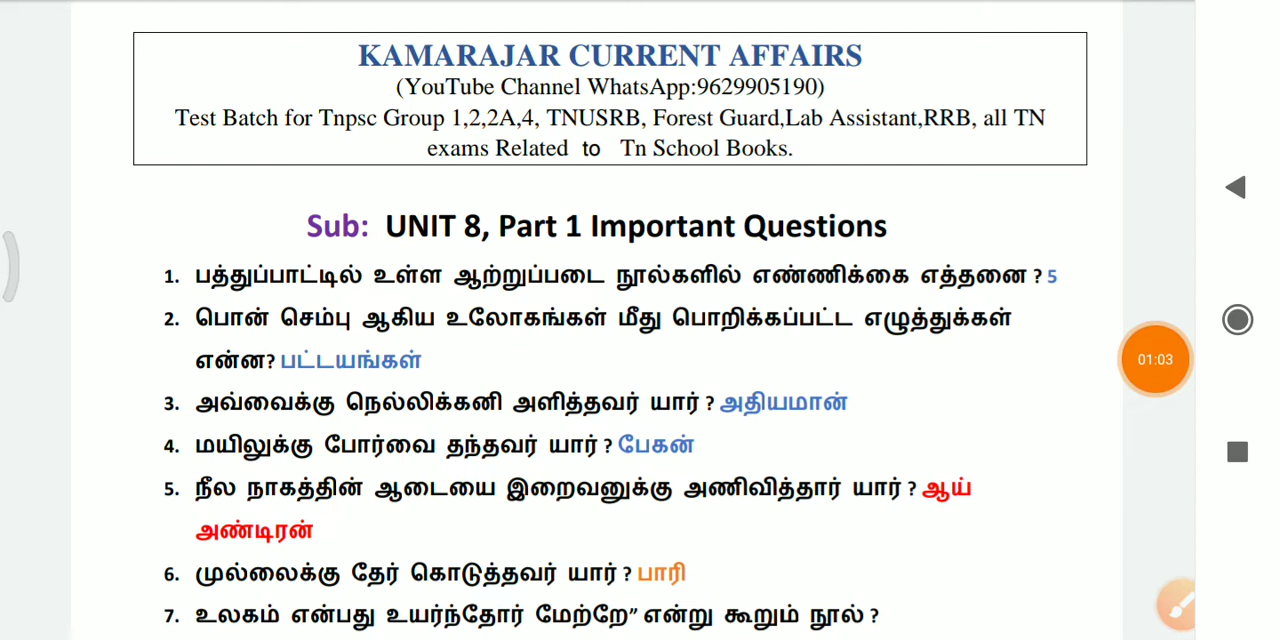 KAMARAJAR CURRENT AFFAIRS
(YouTube Channel WhatsApp:9629905190)
Test Batch for Tnpsc Group 1,2,2A,4, TNUSRB, Forest Guard,Lab Assistant,RRB, all TN
exams Related to Tn School Books.
Sub: UNIT 8, Part 1 Important Questions
1. பத்துப்பாட்டில் உள்ள ஆற்றுப்படை நூல்களில் எண்ணிக்கை எத்தனை ? 5
2. பொன் செம்பு ஆகிய உலோகங்கள் மீது பொறிக்கப்பட்ட எழுத்துக்கள்
என்ன? பட்டயங்கள்
3. அவ்வைக்கு நெல்லிக்கனி அளித்தவர் யார் ? அதியமான்
4. மயிலுக்கு போர்வை தந்தவர் யார் ? பேகன்
5. நீல நாகத்தின் ஆடையை இறைவனுக்கு அணிவித்தார் யார் ? ஆய்
அண்டிரன்
6. முல்லைக்கு தேர் கொடுத்தவர் யார் ? பாரி
7. உலகம் என்பது உயர்ந்தோர் மேற்றே” என்று கூறும் நூல் ?
01:03